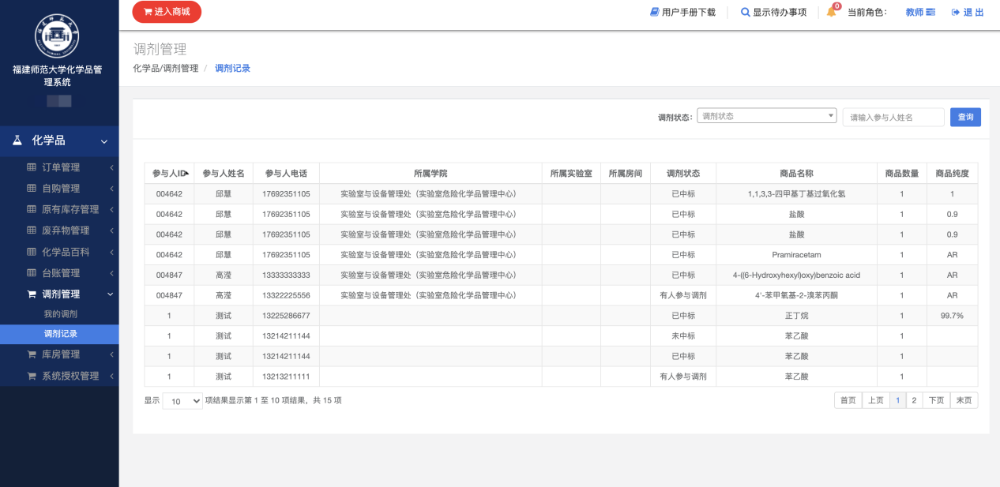 进入商城
用户手册下载
显示待办事项
0
当前角色：
教师
退 出
福建师范大学化学品管
理系统
化学品
订单管理
自购管理
原有库存管理
废弃物管理
化学品百科
台账管理
调剂管理
我的调剂
调剂记录
库房管理
系统授权管理
调剂管理
化学品/调剂管理 / 调剂记录
调剂状态： 调剂状态 请输入参与人姓名 查询
参与人ID 参与人姓名 参与人电话 所属学院 所属实验室 所属房间 调剂状态 商品名称 商品数量 商品纯度
004642 邱慧 17692351105 实验室与设备管理处（实验室危险化学品管理中心） 已中标 1,1,3,3-四甲基丁基过氧化氢 1 1
004642 邱慧 17692351105 实验室与设备管理处（实验室危险化学品管理中心） 已中标 盐酸 1 0.9
004642 邱慧 17692351105 实验室与设备管理处（实验室危险化学品管理中心） 已中标 盐酸 1 0.9
004642 邱慧 17692351105 实验室与设备管理处（实验室危险化学品管理中心） 已中标 Pramiracetam 1 AR
004847 高滢 13333333333 实验室与设备管理处（实验室危险化学品管理中心） 已中标 4-((6-Hydroxyhexyl)oxy)benzoic acid 1 AR
004847 高滢 13322225556 实验室与设备管理处（实验室危险化学品管理中心） 有人参与调剂 4'-苯甲氧基-2-溴苯丙酮 1 AR
1 测试 13225286677 已中标 正丁烷 1 99.7%
1 测试 13214211144 未中标 苯乙酸 1
1 测试 13214211144 已中标 苯乙酸 1
1 测试 13213211111 有人参与调剂 苯乙酸 1
显示 10 项结果显示第 1 至 10 项结果，共 15 项
首页 上页 1 2 下页 末页